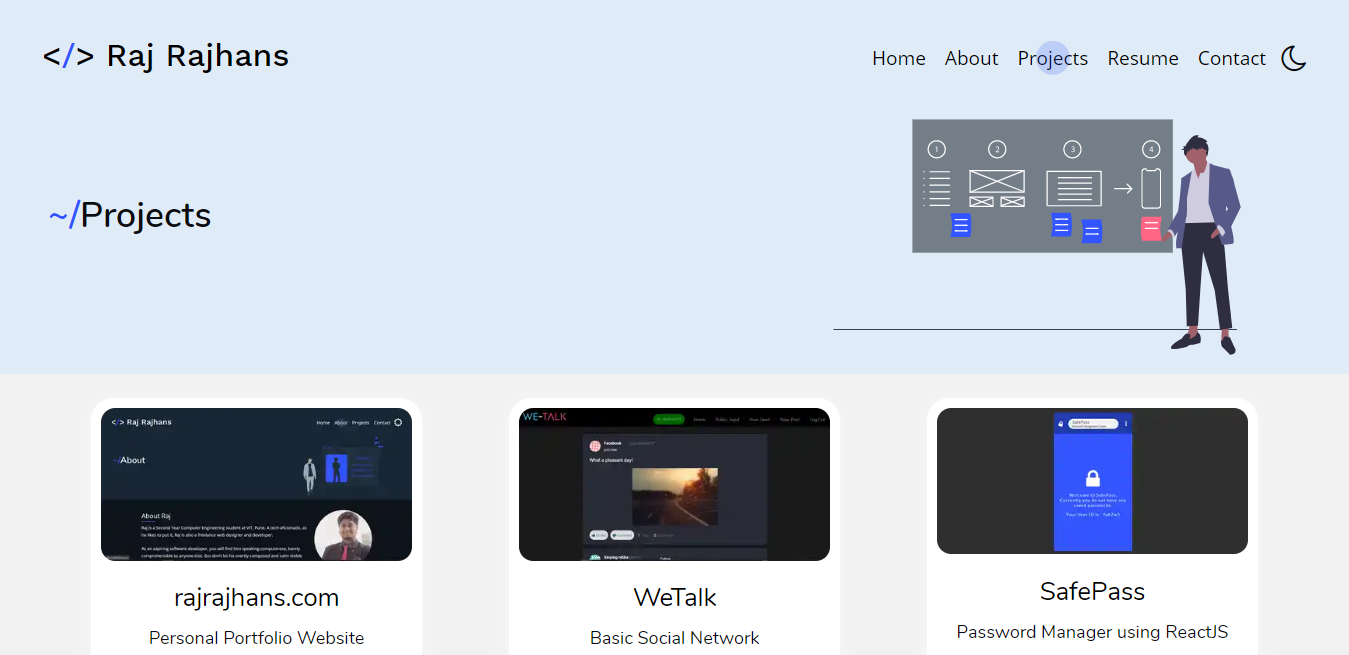 </> Raj Rajhans
Home About Projects Resume Contact
1 2 3 4
~/Projects
</> Raj Rajhans
Home About Projects Contact
~/About
About Raj
Raj is a Second Year Computer Engineering student at VIT, Pune. A tech-aficionado, as
he likes to put it, Raj is also a freelance web designer and developer.
As an aspiring software developer, you will find him speaking computerese, barely
comprehensible to anyone else. But don't let his overly composed and calm visible
WE-TALK
Home
Facebook
What a pleasant day!
Follow
SafePass
Welcome to SafePass.
Currently you do not have any
saved passwords.
Your User ID is
rajrajhans.com
WeTalk
SafePass
Personal Portfolio Website
Basic Social Network
Password Manager using ReactJS